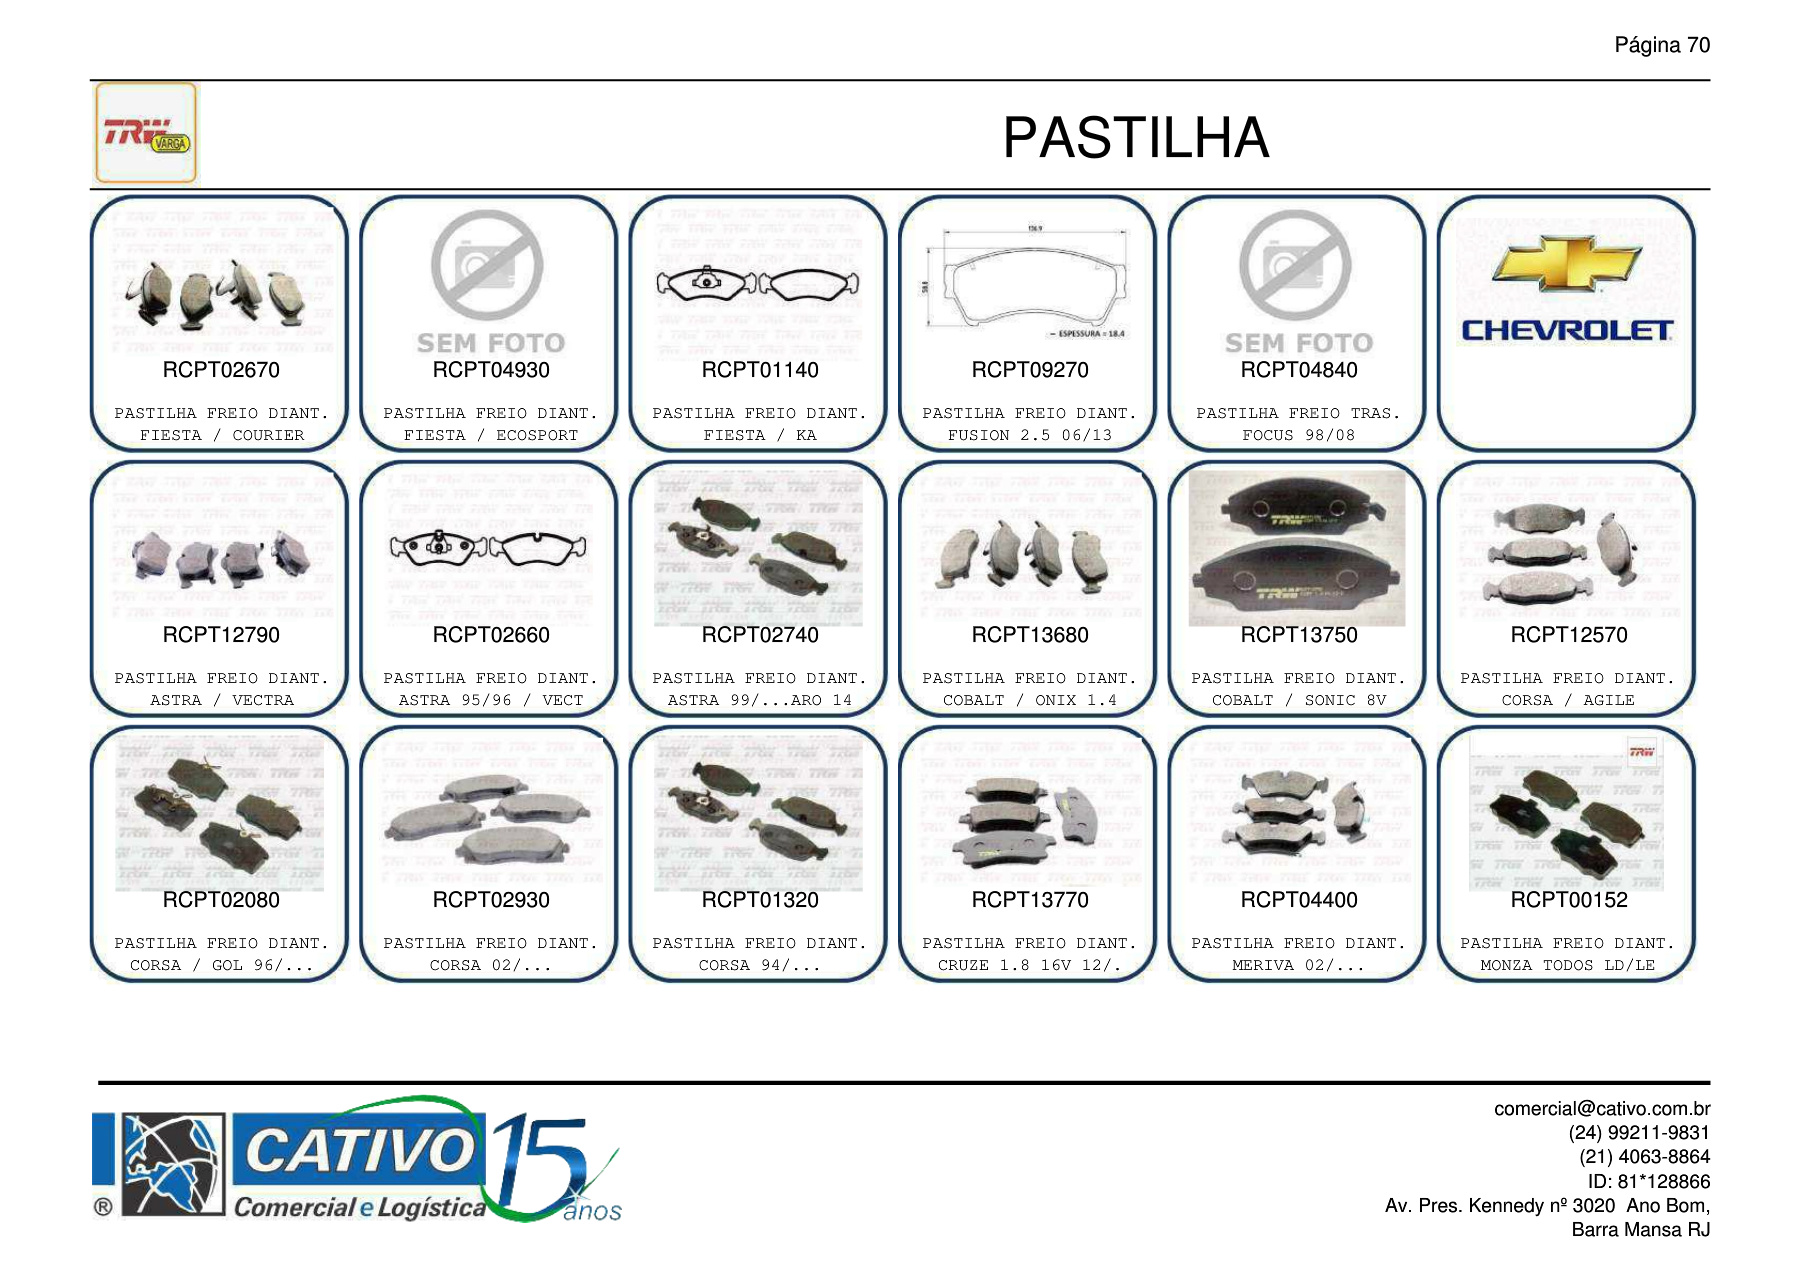 Página 70
TRW
VARGA
PASTILHA
SEM FOTO
136.9
ESPESSURA = 18.4
SEM FOTO
CHEVROLET
RCPT02670
RCPT04930
RCPT01140
RCPT09270
RCPT04840
PASTILHA FREIO DIANT.
FIESTA / COURIER
PASTILHA FREIO DIANT.
FIESTA / ECOSPORT
PASTILHA FREIO DIANT.
FIESTA / KA
PASTILHA FREIO DIANT.
FUSION 2.5 06/13
PASTILHA FREIO TRAS.
FOCUS 98/08
RCPT12790
RCPT02660
RCPT02740
RCPT13680
RCPT13750
RCPT12570
PASTILHA FREIO DIANT.
ASTRA / VECTRA
PASTILHA FREIO DIANT.
ASTRA 95/96 / VECT
PASTILHA FREIO DIANT.
ASTRA 99/...ARO 14
PASTILHA FREIO DIANT.
COBALT / ONIX 1.4
PASTILHA FREIO DIANT.
COBALT / SONIC 8V
PASTILHA FREIO DIANT.
CORSA / AGILE
TRW
RCPT02080
RCPT02930
RCPT01320
RCPT13770
RCPT04400
RCPT00152
PASTILHA FREIO DIANT.
CORSA / GOL 96/...
PASTILHA FREIO DIANT.
CORSA 02/...
PASTILHA FREIO DIANT.
CORSA 94/...
PASTILHA FREIO DIANT.
CRUZE 1.8 16V 12/.
PASTILHA FREIO DIANT.
MERIVA 02/...
PASTILHA FREIO DIANT.
MONZA TODOS LD/LE
CATIVO
Comercial e Logística
®
15
anos
comercial@cativo.com.br
(24) 99211-9831
(21) 4063-8864
ID: 81*128866
Av. Pres. Kennedy nº 3020 Ano Bom,
Barra Mansa RJ